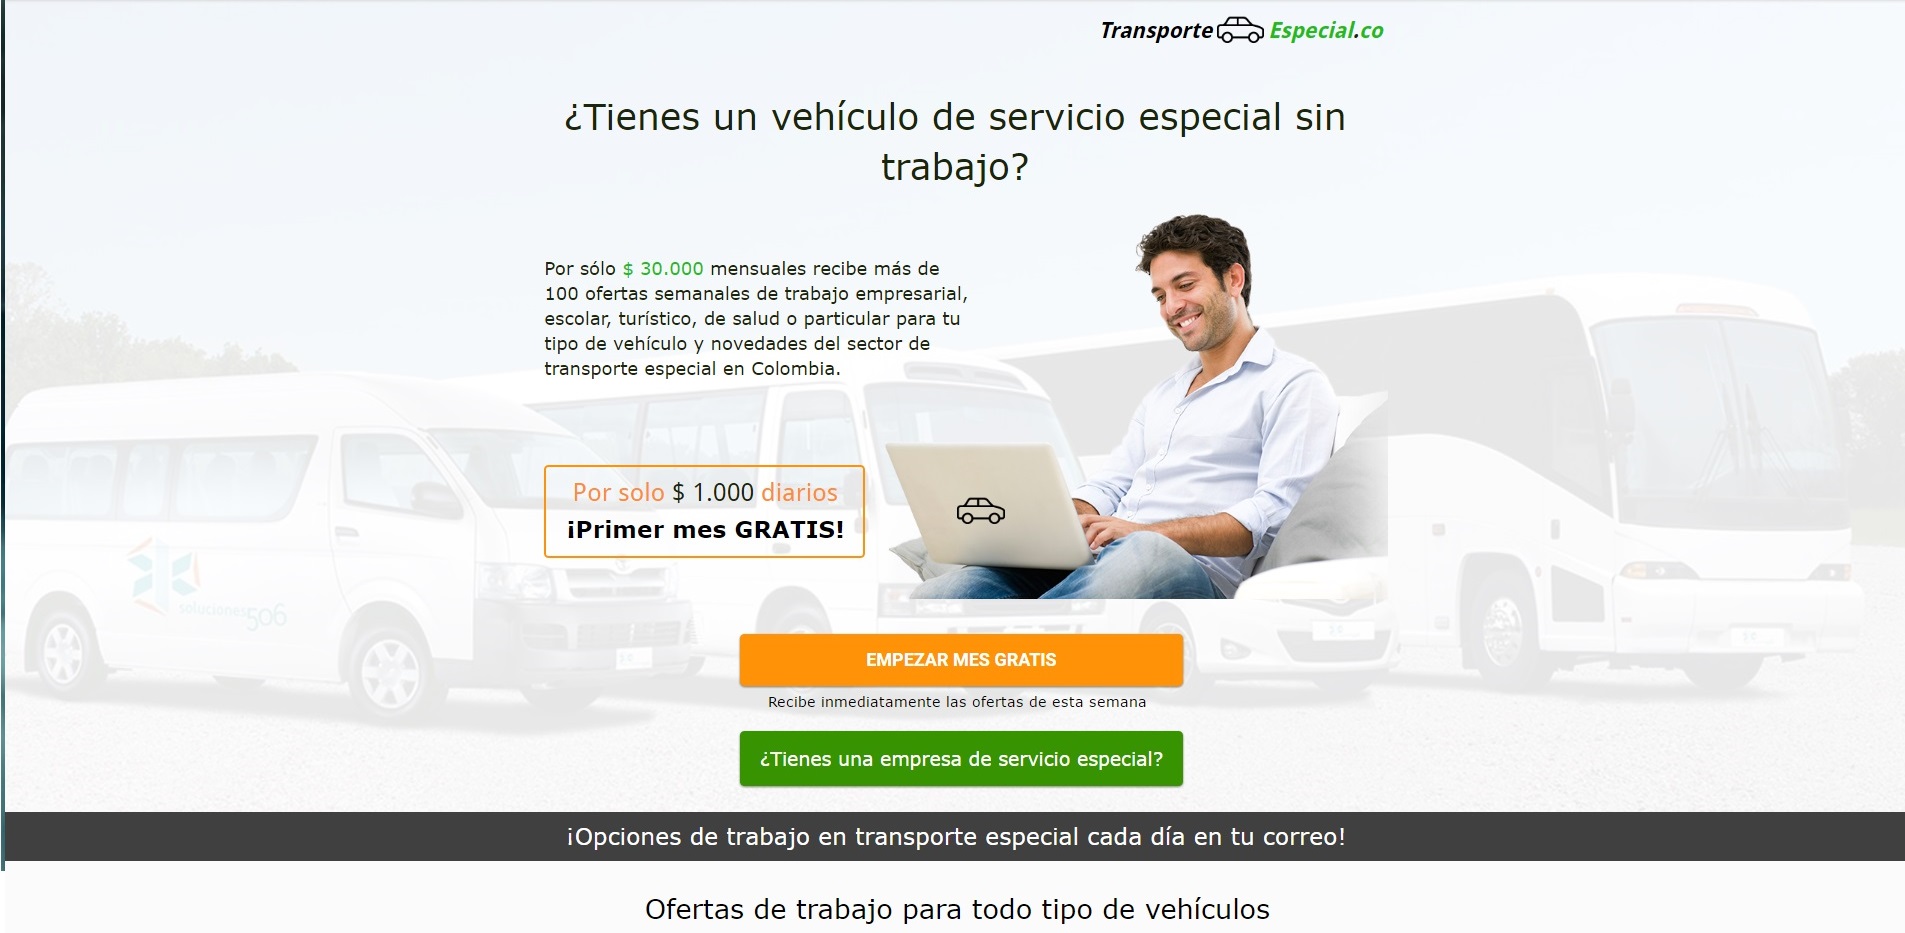 Transporte Especial.co
¿Tienes un vehículo de servicio especial sin
trabajo?
Por sólo $ 30.000 mensuales recibe más de
100 ofertas semanales de trabajo empresarial,
escolar, turístico, de salud o particular para tu
tipo de vehículo y novedades del sector de
transporte especial en Colombia.
Por solo $ 1.000 diarios
¡Primer mes GRATIS!
soluciones506
EMPEZAR MES GRATIS
Recibe inmediatamente las ofertas de esta semana
¿Tienes una empresa de servicio especial?
¡Opciones de trabajo en transporte especial cada día en tu correo!
Ofertas de trabajo para todo tipo de vehículos